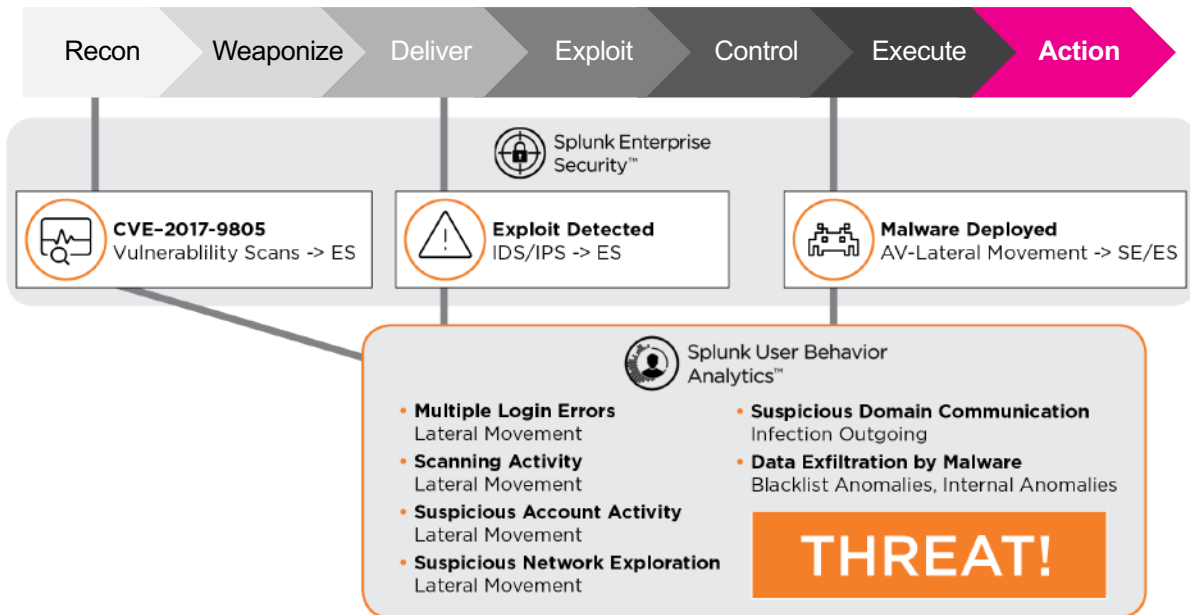 Recon
Weaponize
Deliver
Exploit
Control
Execute
Action
Splunk Enterprise
Security™
CVE-2017-9805
Vulnerablility Scans -> ES
Exploit Detected
IDS/IPS -> ES
Malware Deployed
AV-Lateral Movement -> SE/ES
Splunk User Behavior
Analytics™
• Multiple Login Errors
Lateral Movement
• Scanning Activity
Lateral Movement
• Suspicious Account Activity
Lateral Movement
• Suspicious Network Exploration
Lateral Movement
• Suspicious Domain Communication
Infection Outgoing
• Data Exfiltration by Malware
Blacklist Anomalies, Internal Anomalies
THREAT!